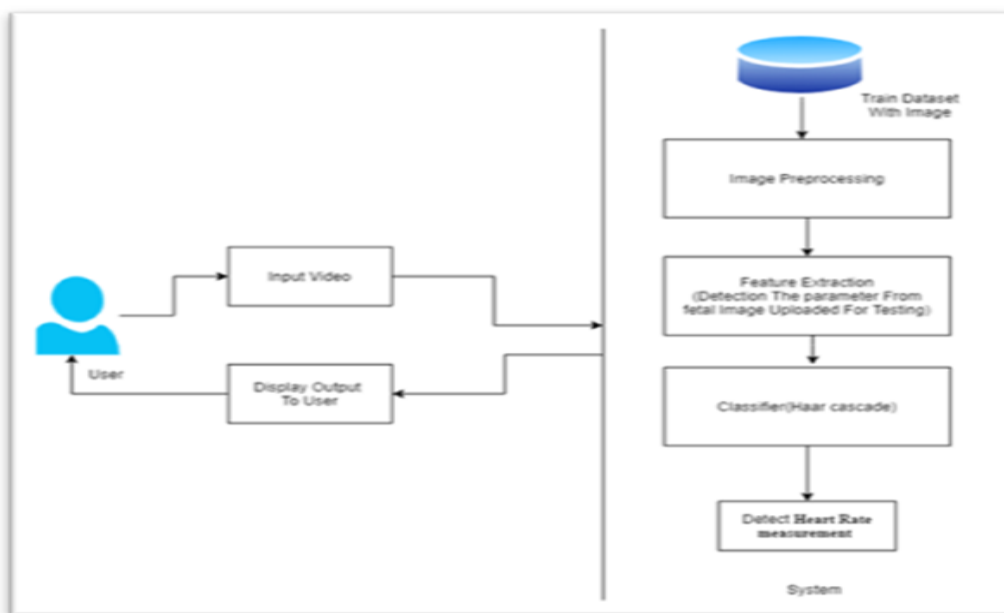 Input Video
User
Display Output
To User
Train Dataset
With Image
Image Preprocessing
Feature Extraction
(Detection The parameter From
fetal Image Uploaded For Testing)
Classifier(Haar cascade)
Detect Heart Rate
measurement
System